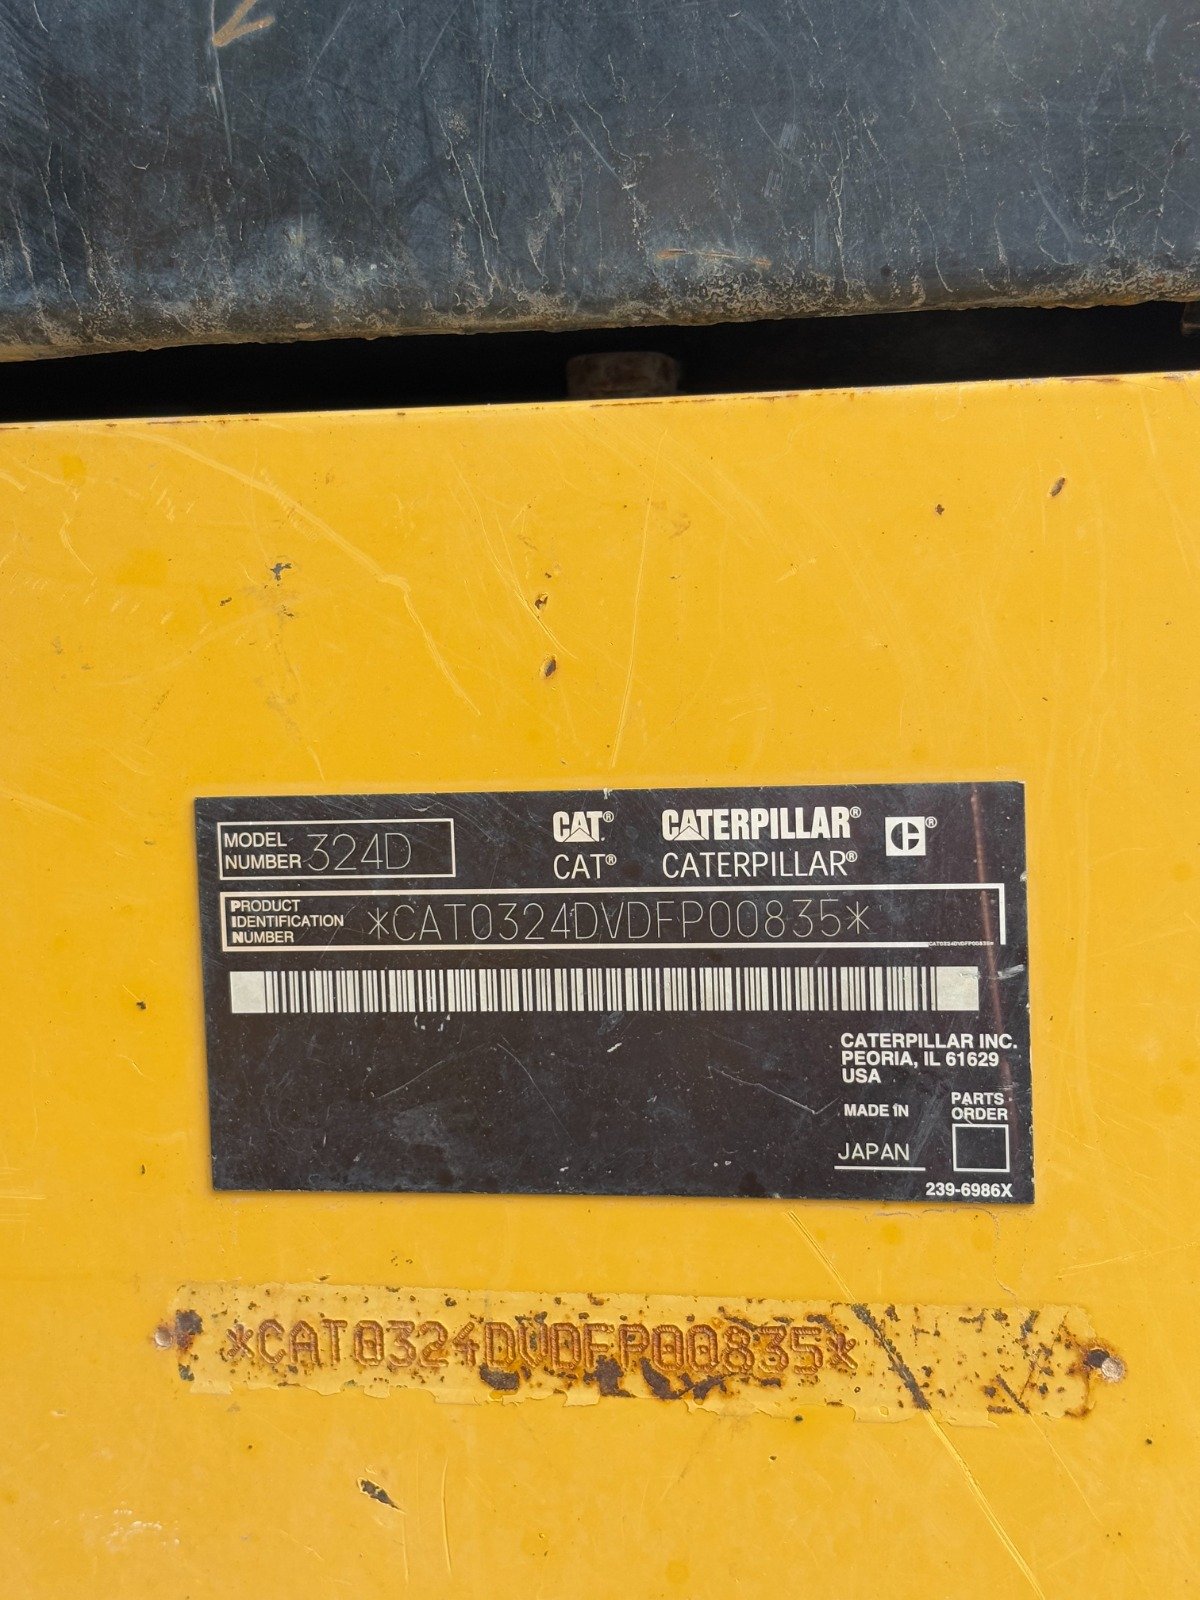 MODEL NUMBER 324D
CAT® CATERPILLAR® ®
CAT® CATERPILLAR®
PRODUCT IDENTIFICATION NUMBER *CAT0324DVDFP00835*
*CAT0324DVDFP00835*
CATERPILLAR INC.
PEORIA, IL 61629
USA
MADE IN
JAPAN
PARTS
ORDER
239-6986X
*CAT0324DVDFP00835*